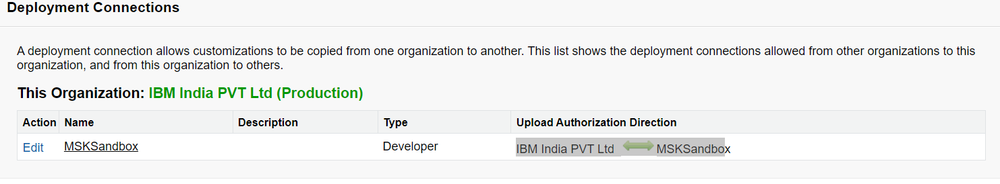 Deployment Connections
A deployment connection allows customizations to be copied from one organization to another. This list shows the deployment connections allowed from other organizations to this
organization, and from this organization to others.
This Organization: IBM India PVT Ltd (Production)
Action Name Description Type Upload Authorization Direction
Edit MSKSandbox Developer IBM India PVT Ltd MSKSandbox